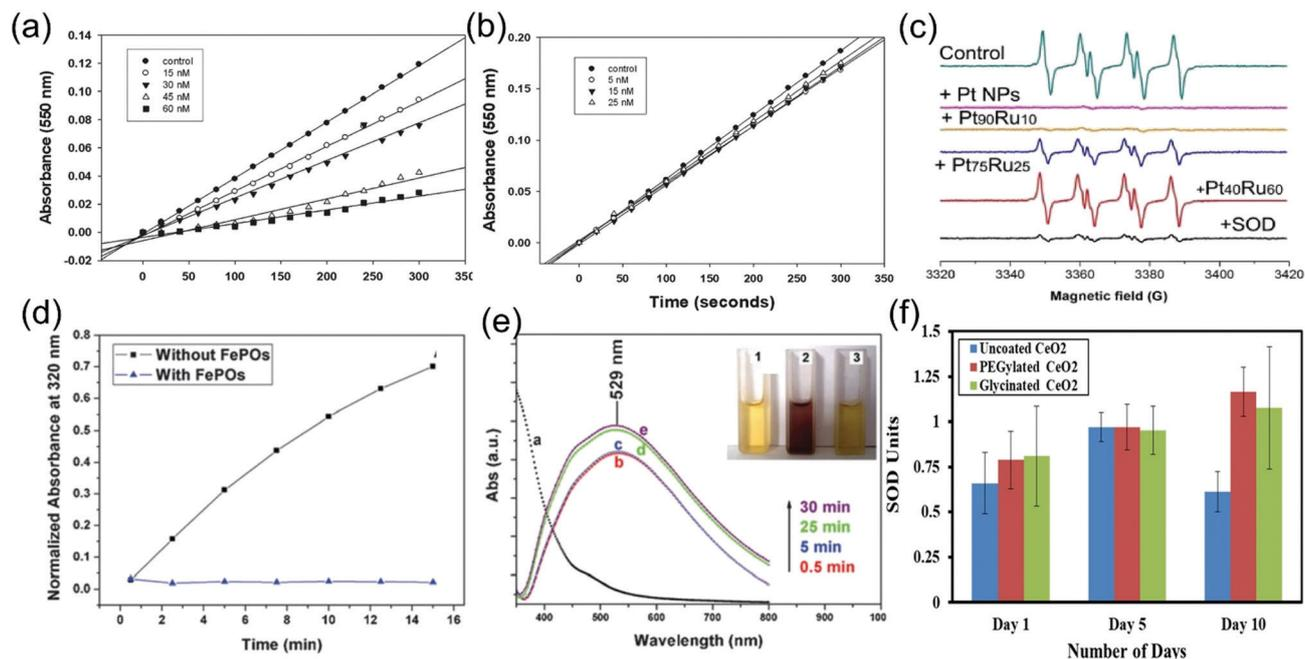 (a)
Absorbance (550 nm)
0.14
0.12
0.10
0.08
0.06
0.04
0.02
0.00
-0.02
control
15 nM
30 nM
45 nM
60 nM
0 50 100 150 200 250 300 350
(b)
Absorbance (550 nm)
0.20
0.15
0.10
0.05
0.00
control
5 nM
15 nM
25 nM
0 50 100 150 200 250 300 350
Time (seconds)
(c)
Control
+ Pt NPs
+ Pt90Ru10
+ Pt75Ru25
+Pt40Ru60
+SOD
3320 3340 3360 3380 3400 3420
Magnetic field (G)
(d)
Normalized Absorbance at 320 nm
0.8
0.7
0.6
0.5
0.4
0.3
0.2
0.1
0.0
Without FePOs
With FePOs
0 2 4 6 8 10 12 14 16
Time (min)
(e)
Abs (a.u.)
529 nm
a
e
c
d
b
1 2 3
30 min
25 min
5 min
0.5 min
400 500 600 700 800 900 100
Wavelength (nm)
(f)
SOD Units
1.5
1.25
1
0.75
0.5
0.25
0
Uncoated CeO2
PEGylated CeO2
Glycinated CeO2
Day 1 Day 5 Day 10
Number of Days